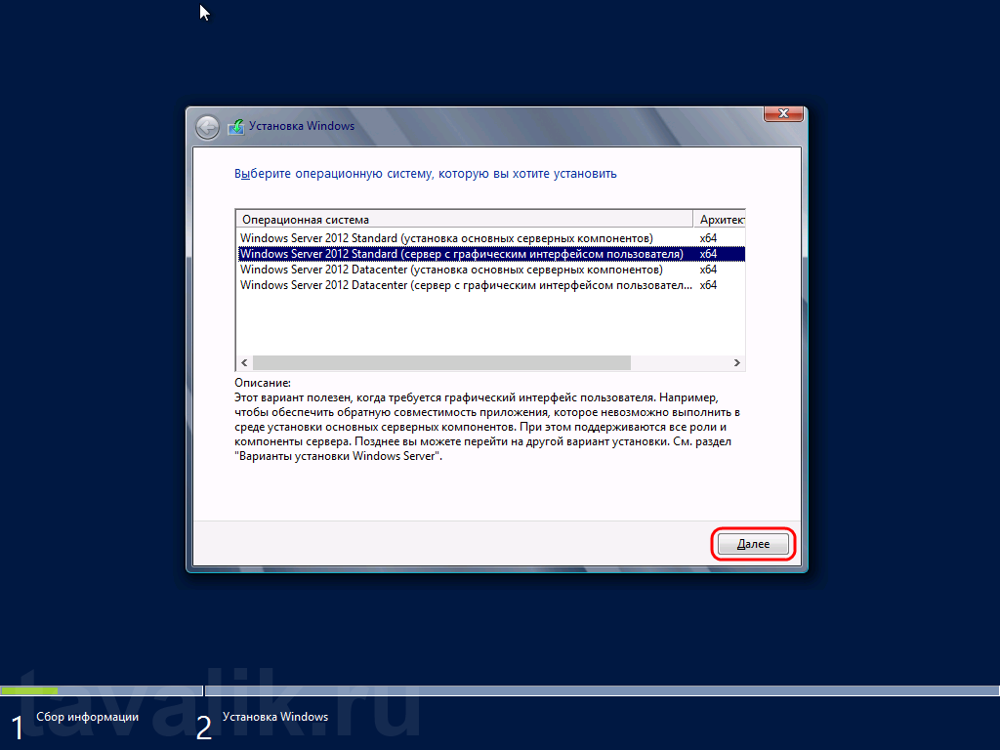 Установка Windows
Выберите операционную систему, которую вы хотите установить
Операционная система Архитект
Windows Server 2012 Standard (установка основных серверных компонентов) x64
Windows Server 2012 Standard (сервер с графическим интерфейсом пользователя) x64
Windows Server 2012 Datacenter (установка основных серверных компонентов) x64
Windows Server 2012 Datacenter (сервер с графическим интерфейсом пользовател... x64
Описание:
Этот вариант полезен, когда требуется графический интерфейс пользователя. Например,
чтобы обеспечить обратную совместимость приложения, которое невозможно выполнить в
среде установки основных серверных компонентов. При этом поддерживаются все роли и
компоненты сервера. Позднее вы можете перейти на другой вариант установки. См. раздел
"Варианты установки Windows Server".
Далее
tavalik.ru
1 Сбор информации 2 Установка Windows